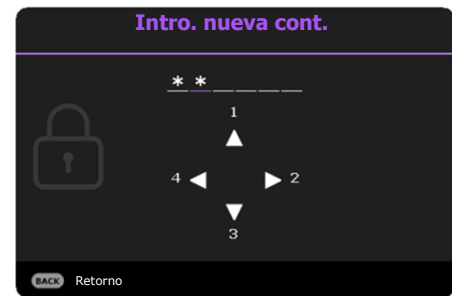 Intro. nueva cont.
* * _ _ _ _
1
4 2
3
BACK Retorno